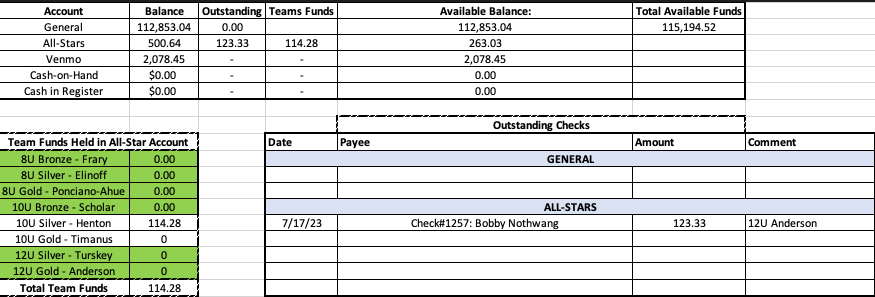 Account Balance Outstanding Teams Funds Available Balance: Total Available Funds
General 112,853.04 0.00 112,853.04 115,194.52
All-Stars 500.64 123.33 114.28 263.03
Venmo 2,078.45 - - 2,078.45
Cash-on-Hand $0.00 - - 0.00
Cash in Register $0.00 - - 0.00
Outstanding Checks
Team Funds Held in All-Star Account Date Payee Amount Comment
8U Bronze - Frary 0.00 GENERAL
8U Silver - Elinoff 0.00
8U Gold - Ponciano-Ahue 0.00
10U Bronze - Scholar 0.00 ALL-STARS
10U Silver - Henton 114.28 7/17/23 Check#1257: Bobby Nothwang 123.33 12U Anderson
10U Gold - Timanus 0
12U Silver - Turskey 0
12U Gold - Anderson 0
Total Team Funds 114.28